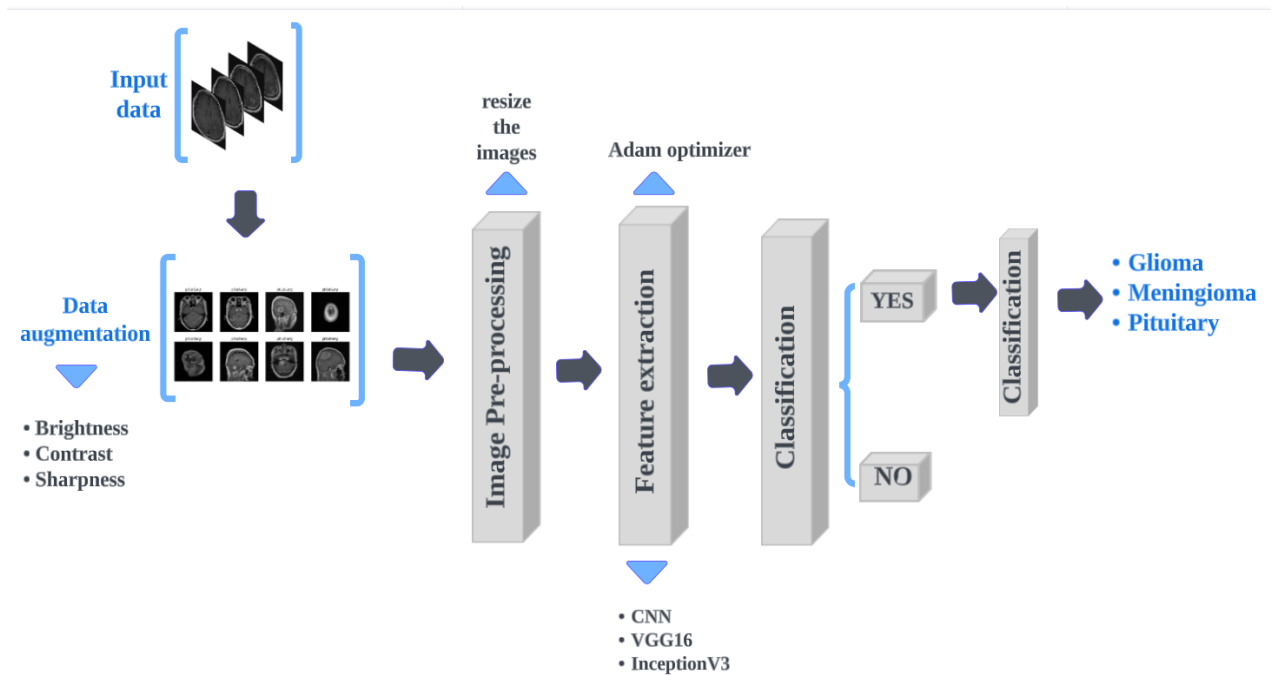 Input
data
resize
the
images
Adam optimizer
Data
augmentation
• Brightness
• Contrast
• Sharpness
Image Pre-processing
Feature extraction
Classification
YES
NO
Classification
• Glioma
• Meningioma
• Pituitary
• CNN
• VGG16
• InceptionV3